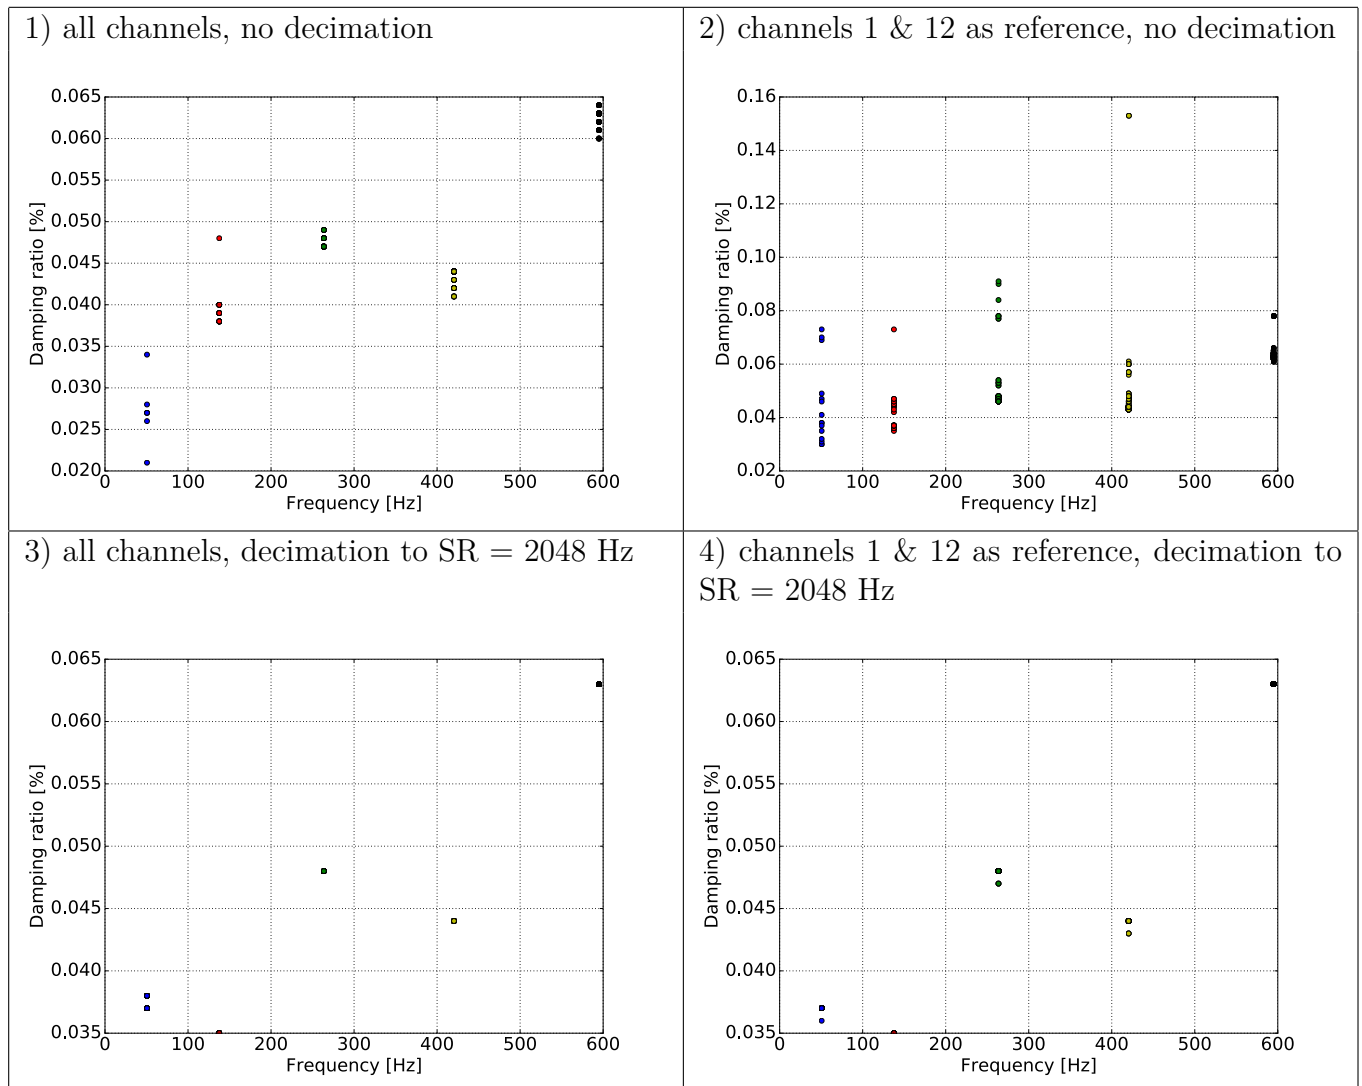 1) all channels, no decimation
0.065
0.060
0.055
0.050
0.045
0.040
0.035
0.030
0.025
0.020
Damping ratio [%]
0 100 200 300 400 500 600
Frequency [Hz]
2) channels 1 & 12 as reference, no decimation
0.16
0.14
0.12
0.10
0.08
0.06
0.04
0.02
Damping ratio [%]
0 100 200 300 400 500 600
Frequency [Hz]
3) all channels, decimation to SR = 2048 Hz
0.065
0.060
0.055
0.050
0.045
0.040
0.035
Damping ratio [%]
0 100 200 300 400 500 600
Frequency [Hz]
4) channels 1 & 12 as reference, decimation to
SR = 2048 Hz
0.065
0.060
0.055
0.050
0.045
0.040
0.035
Damping ratio [%]
0 100 200 300 400 500 600
Frequency [Hz]